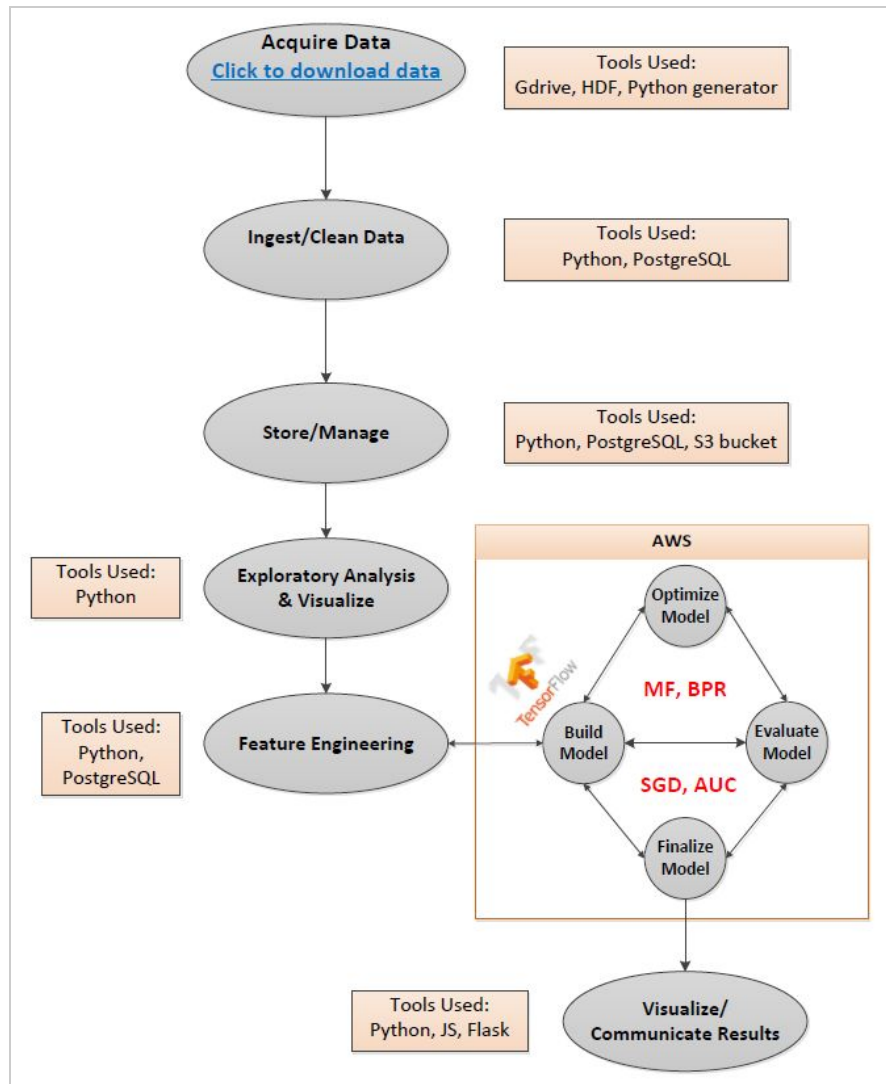 Acquire Data
Click to download data
Tools Used:
Gdrive, HDF, Python generator
Ingest/Clean Data
Tools Used:
Python, PostgreSQL
Store/Manage
Tools Used:
Python, PostgreSQL, S3 bucket
Tools Used:
Python
Exploratory Analysis
& Visualize
AWS
Optimize
Model
TensorFlow
MF, BPR
Tools Used:
Python,
PostgreSQL
Feature Engineering
Build
Model
Evaluate
Model
SGD, AUC
Finalize
Model
Tools Used:
Python, JS, Flask
Visualize/
Communicate Results